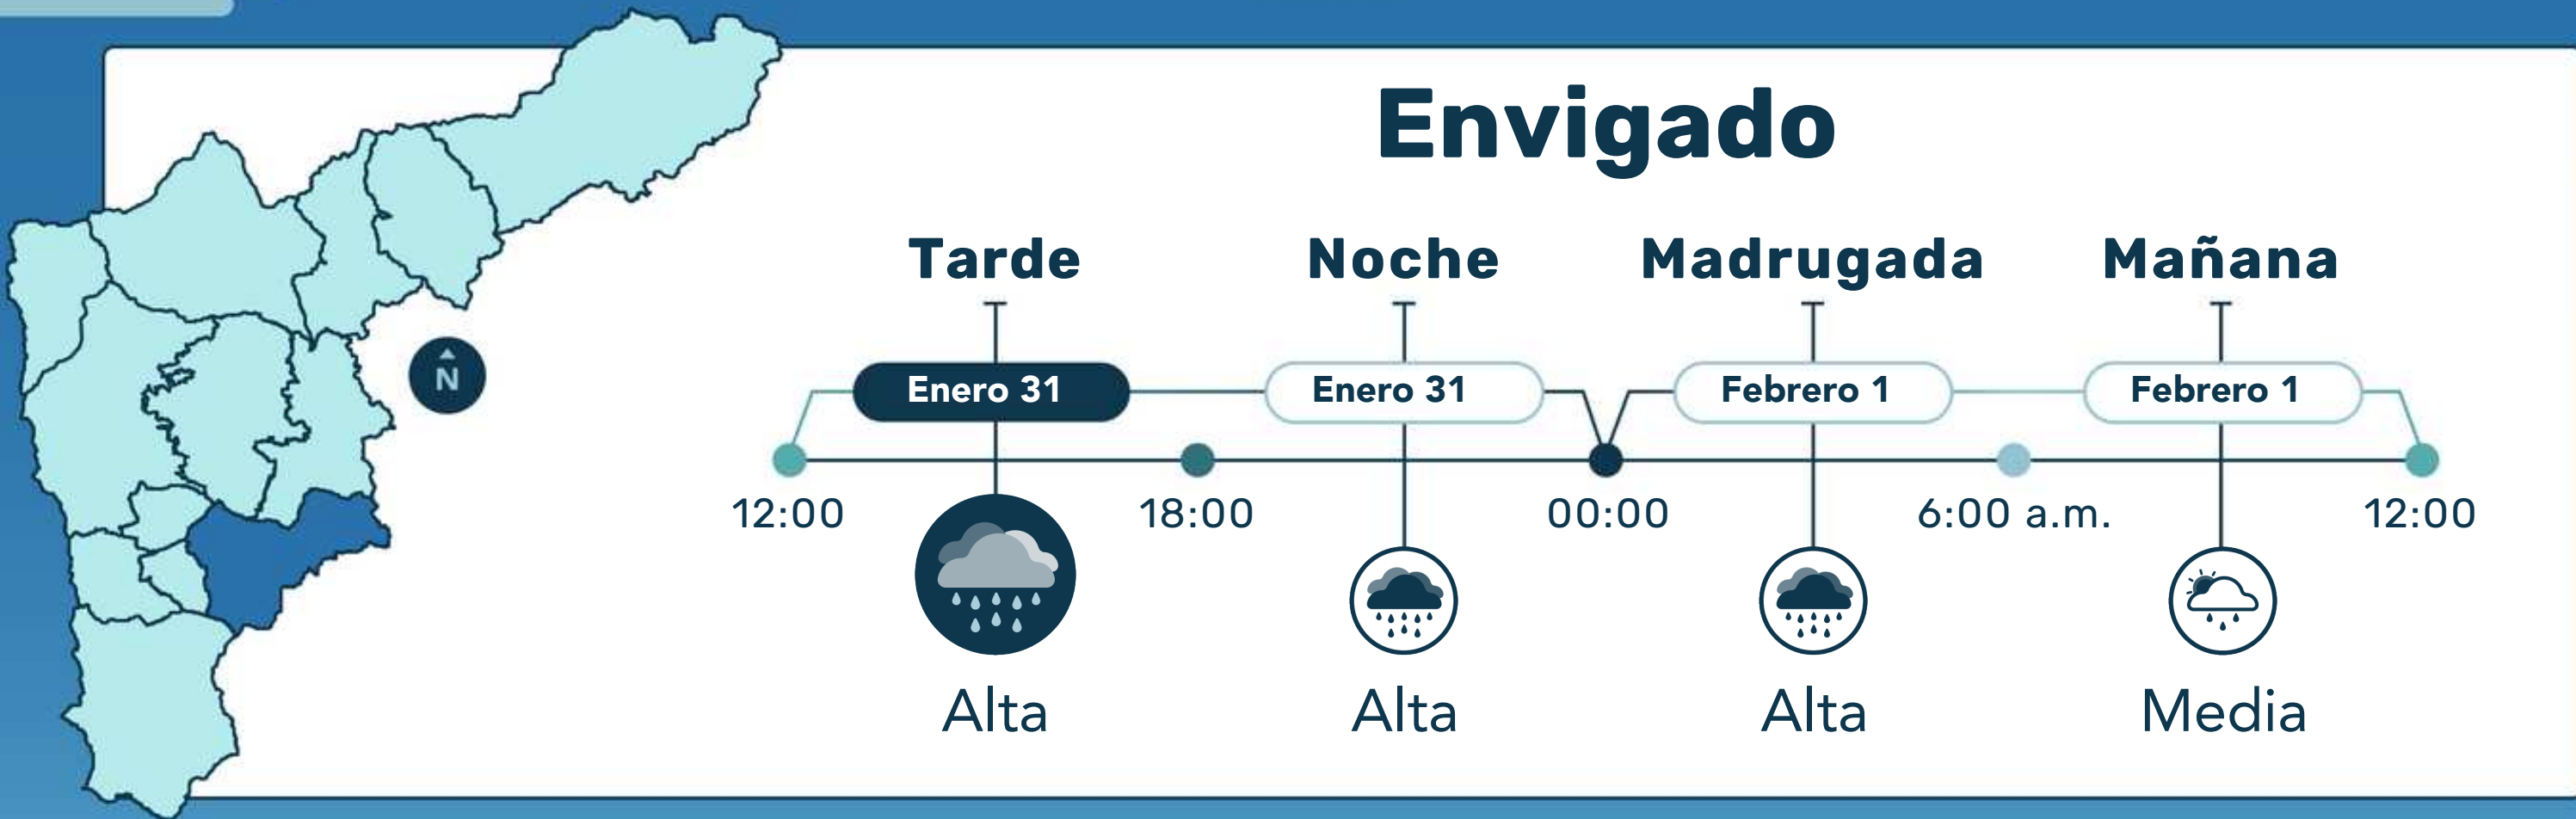 Envigado
Tarde Noche Madrugada Mañana
N
Enero 31 Enero 31 Febrero 1 Febrero 1
12:00 18:00 00:00 6:00 a.m. 12:00
Alta Alta Alta Media